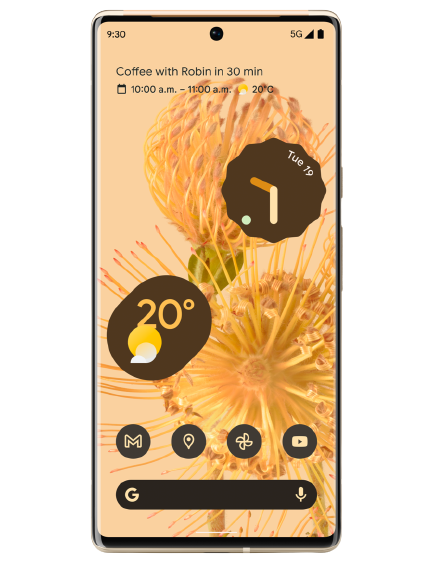 9:30
5G
Coffee with Robin in 30 min
10:00 a.m. – 11:00 a.m. 20°C
Tue 19
20°
G